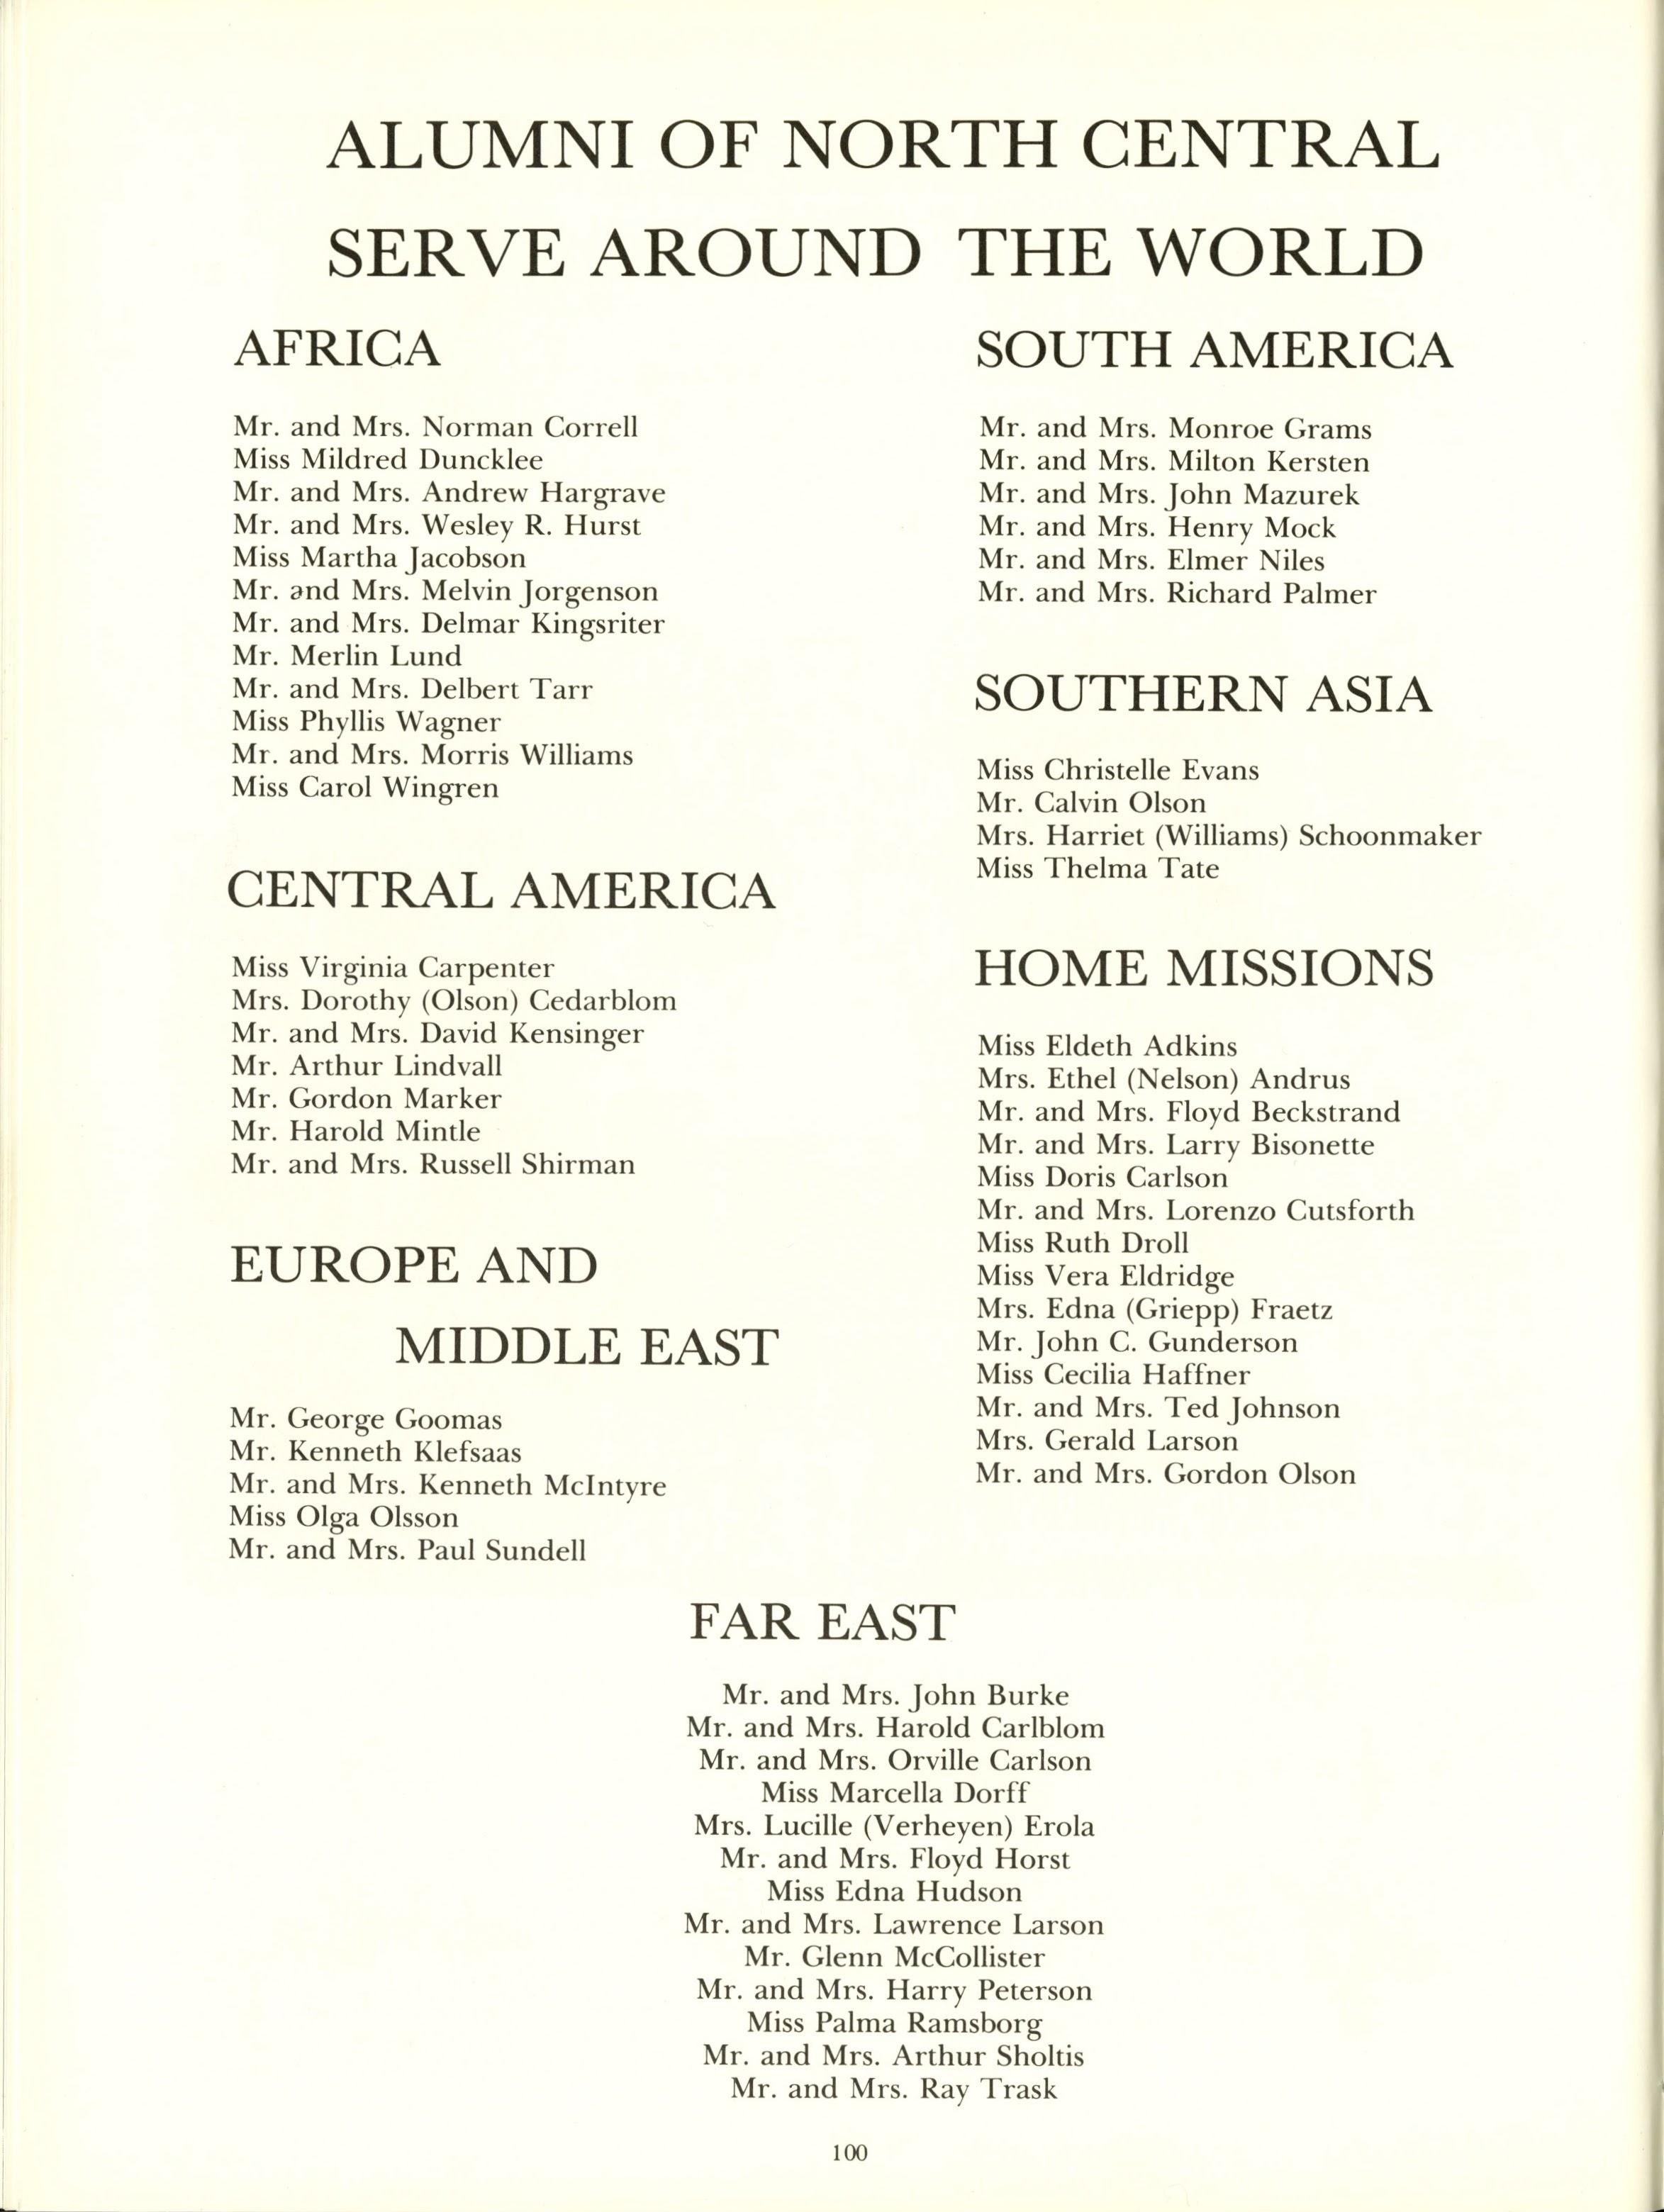 ALUMNI OF NORTH CENTRAL
SERVE AROUND THE WORLD
AFRICA
Mr. and Mrs. Norman Correll
Miss Mildred Duncklee
Mr. and Mrs. Andrew Hargrave
Mr. and Mrs. Wesley R. Hurst
Miss Martha Jacobson
Mr. and Mrs. Melvin Jorgenson
Mr. and Mrs. Delmar Kingsriter
Mr. Merlin Lund
Mr. and Mrs. Delbert Tarr
Miss Phyllis Wagner
Mr. and Mrs. Morris Williams
Miss Carol Wingren
CENTRAL AMERICA
Miss Virginia Carpenter
Mrs. Dorothy (Olson) Cedarblom
Mr. and Mrs. David Kensinger
Mr. Arthur Lindvall
Mr. Gordon Marker
Mr. Harold Mintle
Mr. and Mrs. Russell Shirman
EUROPE AND
MIDDLE EAST
Mr. George Goomas
Mr. Kenneth Klefsaas
Mr. and Mrs. Kenneth McIntyre
Miss Olga Olsson
Mr. and Mrs. Paul Sundell
SOUTH AMERICA
Mr. and Mrs. Monroe Grams
Mr. and Mrs. Milton Kersten
Mr. and Mrs. John Mazurek
Mr. and Mrs. Henry Mock
Mr. and Mrs. Elmer Niles
Mr. and Mrs. Richard Palmer
SOUTHERN ASIA
Miss Christelle Evans
Mr. Calvin Olson
Mrs. Harriet (Williams) Schoonmaker
Miss Thelma Tate
HOME MISSIONS
Miss Eldeth Adkins
Mrs. Ethel (Nelson) Andrus
Mr. and Mrs. Floyd Beckstrand
Mr. and Mrs. Larry Bisonette
Miss Doris Carlson
Mr. and Mrs. Lorenzo Cutsforth
Miss Ruth Droll
Miss Vera Eldridge
Mrs. Edna (Griepp) Fraetz
Mr. John C. Gunderson
Miss Cecilia Haffner
Mr. and Mrs. Ted Johnson
Mrs. Gerald Larson
Mr. and Mrs. Gordon Olson
FAR EAST
Mr. and Mrs. John Burke
Mr. and Mrs. Harold Carlblom
Mr. and Mrs. Orville Carlson
Miss Marcella Dorff
Mrs. Lucille (Verheyen) Erola
Mr. and Mrs. Floyd Horst
Miss Edna Hudson
Mr. and Mrs. Lawrence Larson
Mr. Glenn McCollister
Mr. and Mrs. Harry Peterson
Miss Palma Ramsborg
Mr. and Mrs. Arthur Sholtis
Mr. and Mrs. Ray Trask
100